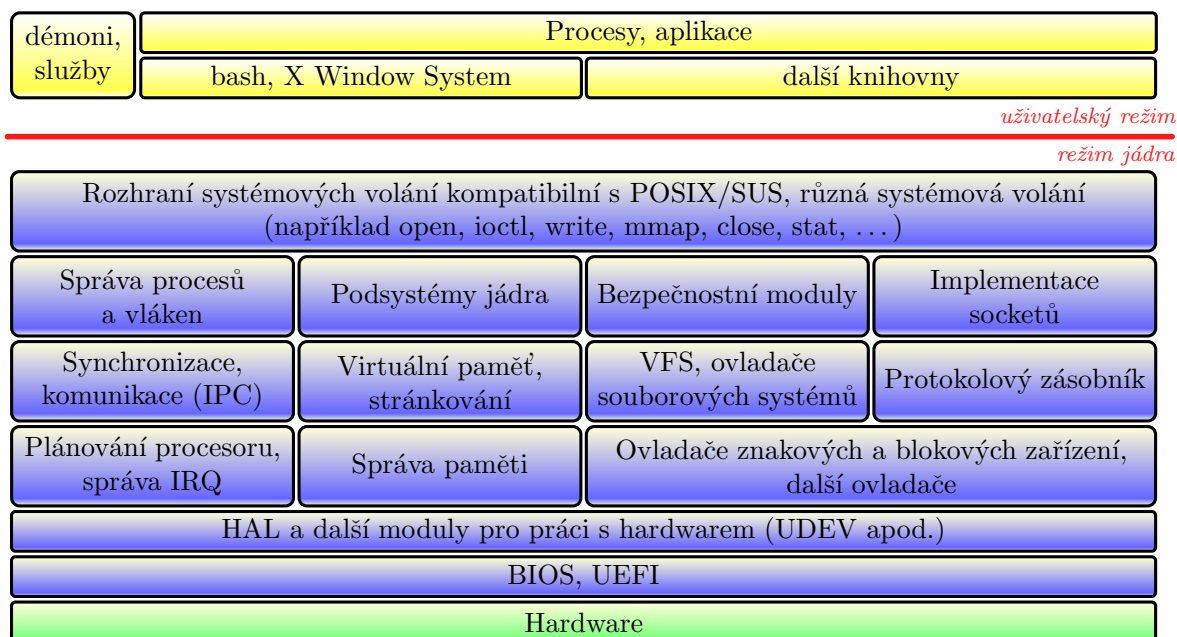 démoni,
služby
Procesy, aplikace
bash, X Window System
další knihovny
uživatelský režim
režim jádra
Rozhraní systémových volání kompatibilní s POSIX/SUS, různá systémová volání
(například open, ioctl, write, mmap, close, stat, ...)
Správa procesů
a vláken
Podsystémy jádra
Bezpečnostní moduly
Implementace
socketů
Synchronizace,
komunikace (IPC)
Virtuální paměť,
stránkování
VFS, ovladače
souborových systémů
Protokolový zásobník
Plánování procesoru,
správa IRQ
Správa paměti
Ovladače znakových a blokových zařízení,
další ovladače
HAL a další moduly pro práci s hardwarem (UDEV apod.)
BIOS, UEFI
Hardware